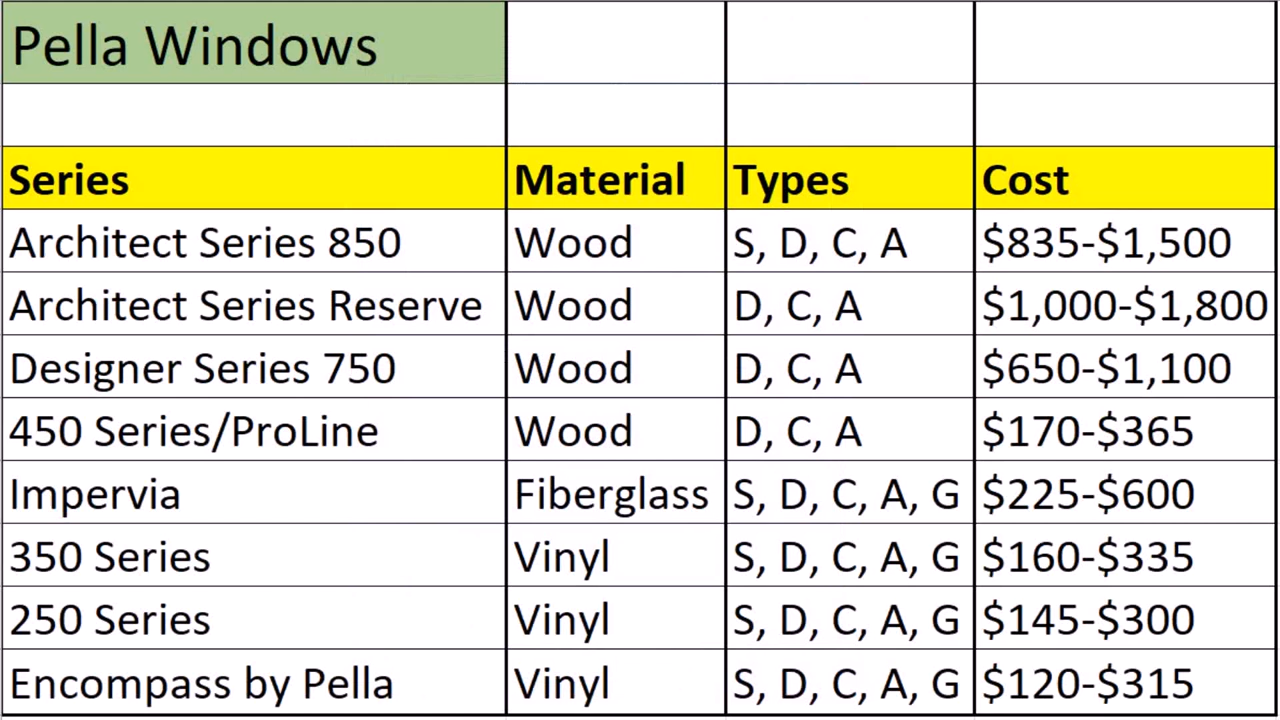 Pella Windows
Series Material Types Cost
Architect Series 850 Wood S, D, C, A $835-$1,500
Architect Series Reserve Wood D, C, A $1,000-$1,800
Designer Series 750 Wood D, C, A $650-$1,100
450 Series/ProLine Wood D, C, A $170-$365
Impervia Fiberglass S, D, C, A, G $225-$600
350 Series Vinyl S, D, C, A, G $160-$335
250 Series Vinyl S, D, C, A, G $145-$300
Encompass by Pella Vinyl S, D, C, A, G $120-$315